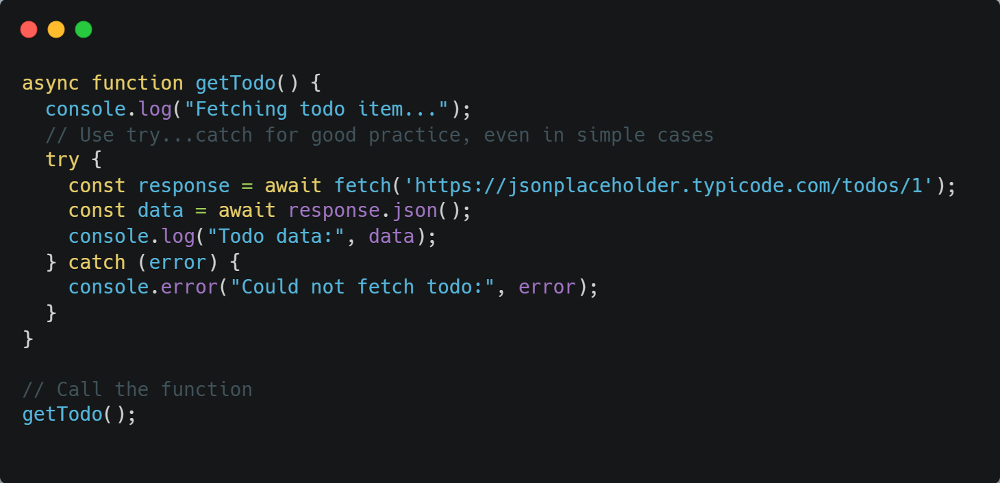 async function getTodo() {
  console.log("Fetching todo item...");
  // Use try...catch for good practice, even in simple cases
  try {
    const response = await fetch('https://jsonplaceholder.typicode.com/todos/1');
    const data = await response.json();
    console.log("Todo data:", data);
  } catch (error) {
    console.error("Could not fetch todo:", error);
  }
}

// Call the function
getTodo();